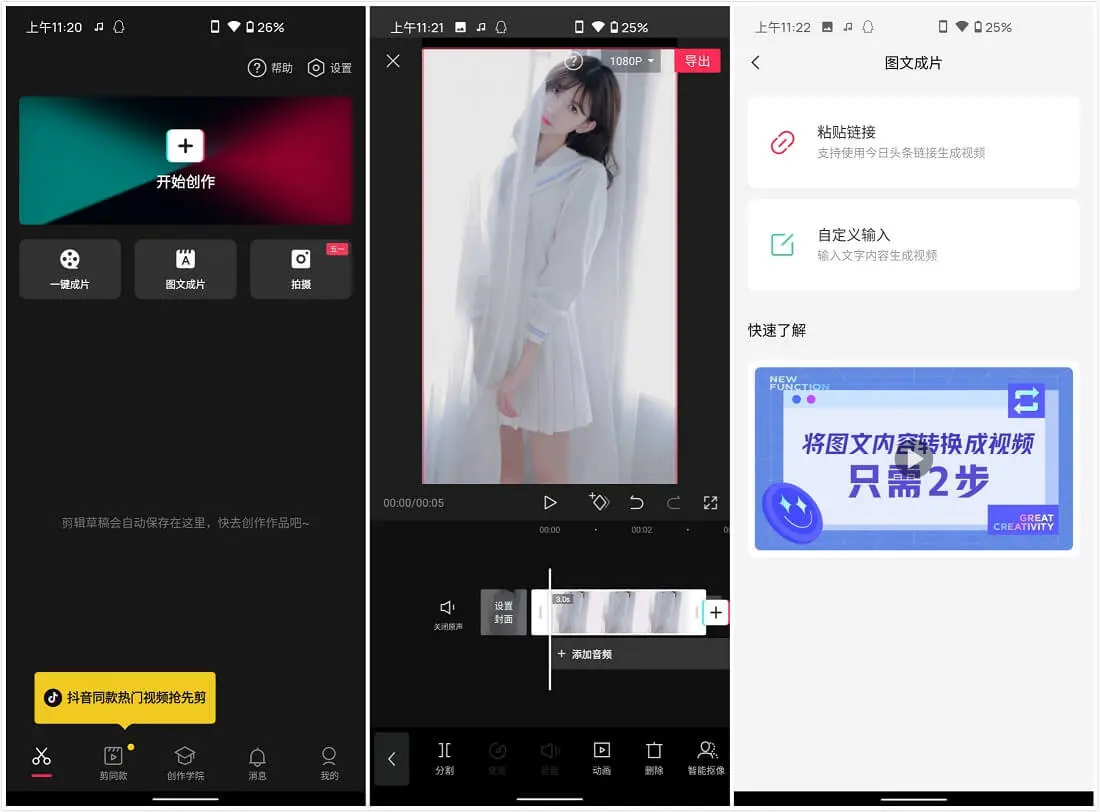 上午11:20
26%
帮助
设置
开始创作
一键成片
图文成片
五一
拍摄
剪辑草稿会自动保存在这里，快去创作作品吧~
抖音同款热门视频抢先剪
剪同款
创作学院
消息
我的
上午11:21
25%
1080P
导出
00:00/00:05
00:00
00:02
关闭原声
设置
封面
3.0s
+ 添加音频
分割
变速
音量
动画
删除
智能抠像
上午11:22
25%
图文成片
粘贴链接
支持使用今日头条链接生成视频
自定义输入
输入文字内容生成视频
快速了解
NEW
FUNCTION
将图文内容转换成视频
只需2步
GREAT
CREATIVITY